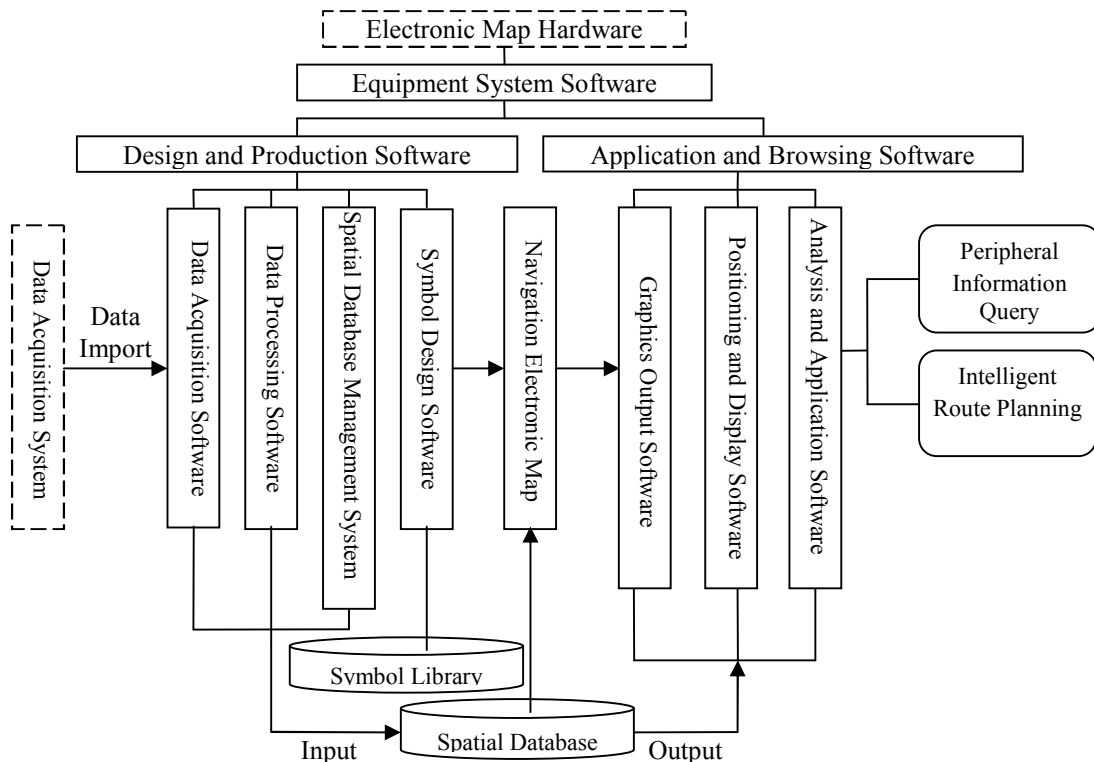 Electronic Map Hardware
Equipment System Software
Design and Production Software
Application and Browsing Software
Data Acquisition System
Data
Import
Data Acquisition Software
Data Processing Software
Spatial Database Management System
Symbol Design Software
Navigation Electronic Map
Graphics Output Software
Positioning and Display Software
Analysis and Application Software
Peripheral
Information
Query
Intelligent
Route Planning
Symbol Library
Spatial Database
Input
Output